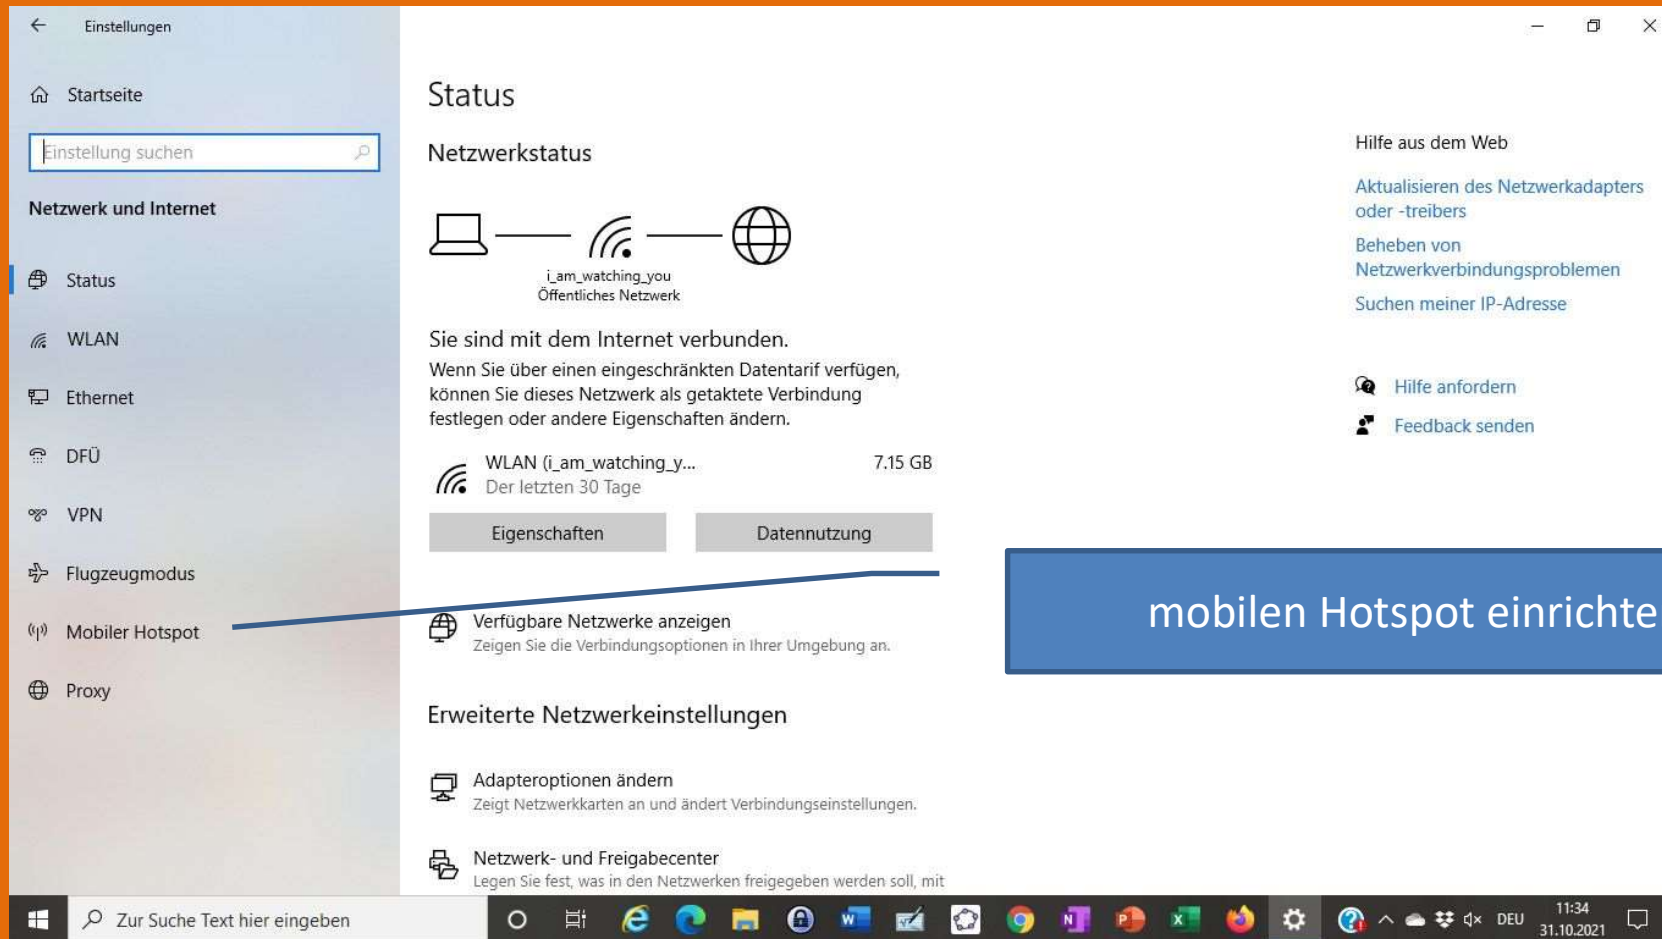 Einstellungen
Startseite
Einstellung suchen
Netzwerk und Internet
Status
WLAN
Ethernet
DFÜ
VPN
Flugzeugmodus
Mobiler Hotspot
Proxy
Status
Netzwerkstatus
i_am_watching_you
Öffentliches Netzwerk
Sie sind mit dem Internet verbunden.
Wenn Sie über einen eingeschränkten Datentarif verfügen,
können Sie dieses Netzwerk als getaktete Verbindung
festlegen oder andere Eigenschaften ändern.
WLAN (i_am_watching_y... 7.15 GB
Der letzten 30 Tage
Eigenschaften Datennutzung
Verfügbare Netzwerke anzeigen
Zeigen Sie die Verbindungsoptionen in Ihrer Umgebung an.
Erweiterte Netzwerkeinstellungen
Adapteroptionen ändern
Zeigt Netzwerkkarten an und ändert Verbindungseinstellungen.
Netzwerk- und Freigabecenter
Legen Sie fest, was in den Netzwerken freigegeben werden soll, mit
Hilfe aus dem Web
Aktualisieren des Netzwerkadapters
oder -treibers
Beheben von
Netzwerkverbindungsproblemen
Suchen meiner IP-Adresse
Hilfe anfordern
Feedback senden
mobilen Hotspot einrichte
Zur Suche Text hier eingeben
DEU
11:34
31.10.2021